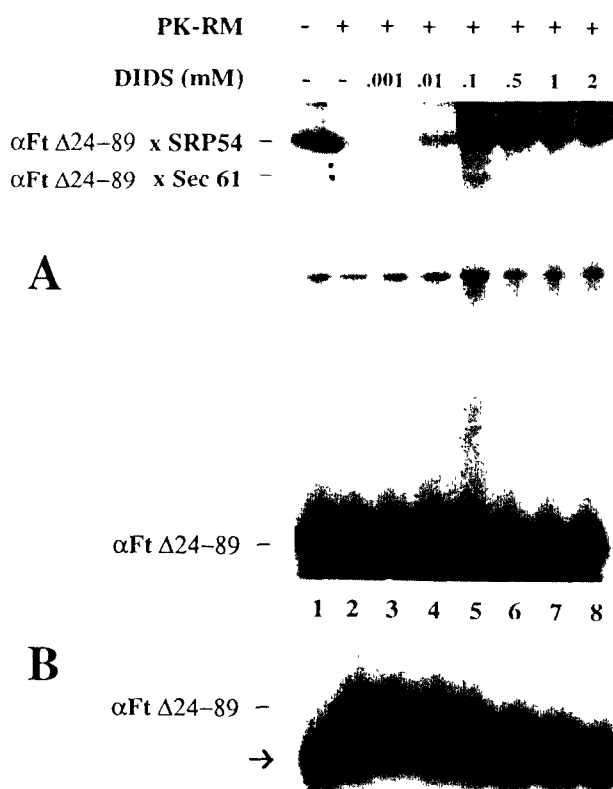 PK-RM - + + + + + + +
DIDS (mM) - - .001 .01 .1 .5 1 2
αFt Δ24-89 x SRP54 -
αFt Δ24-89 x Sec 61 -
A
αFt Δ24-89 -
1 2 3 4 5 6 7 8
B
αFt Δ24-89 -
→